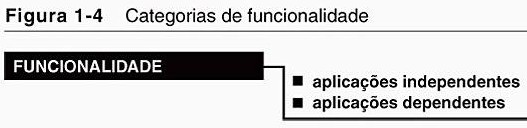 Figura 1-4 Categorias de funcionalidade
FUNCIONALIDADE
■ aplicações independentes
■ aplicações dependentes